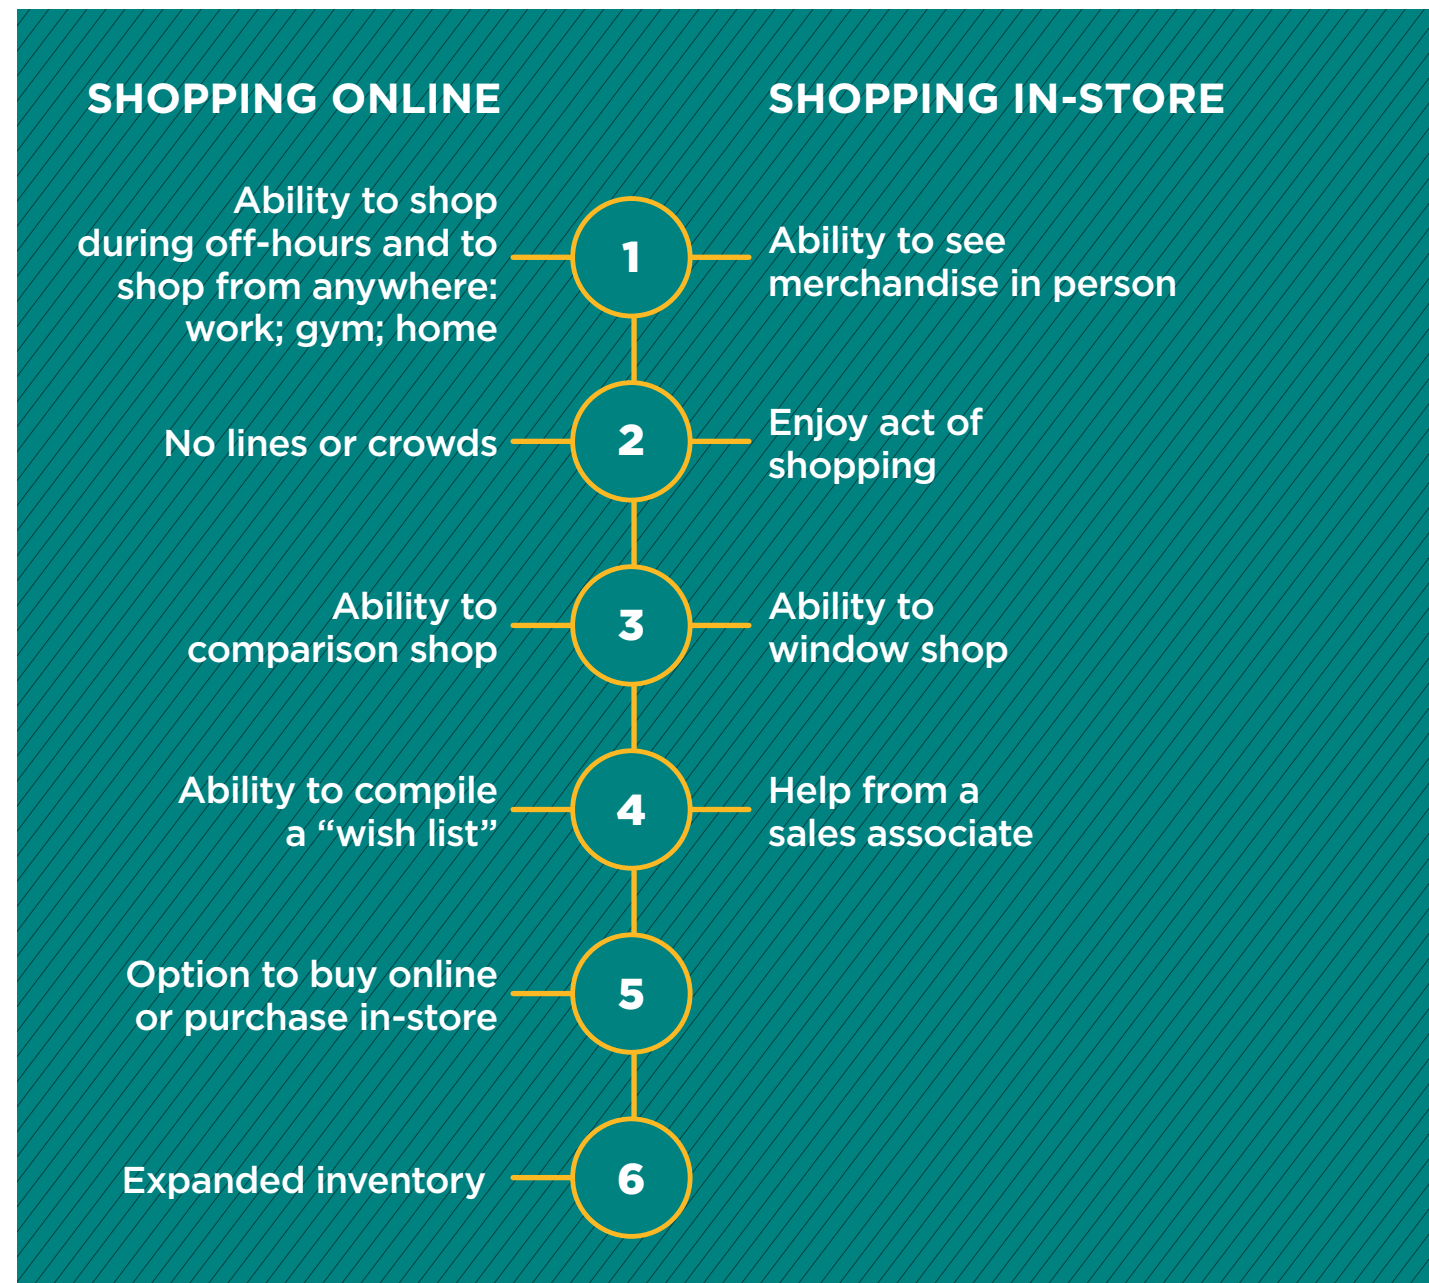 SHOPPING ONLINE
SHOPPING IN-STORE
Ability to shop
during off-hours and to
shop from anywhere:
work; gym; home
1
Ability to see
merchandise in person
No lines or crowds
2
Enjoy act of
shopping
Ability to
comparison shop
3
Ability to
window shop
Ability to compile
a “wish list”
4
Help from a
sales associate
Option to buy online
or purchase in-store
5
Expanded inventory
6